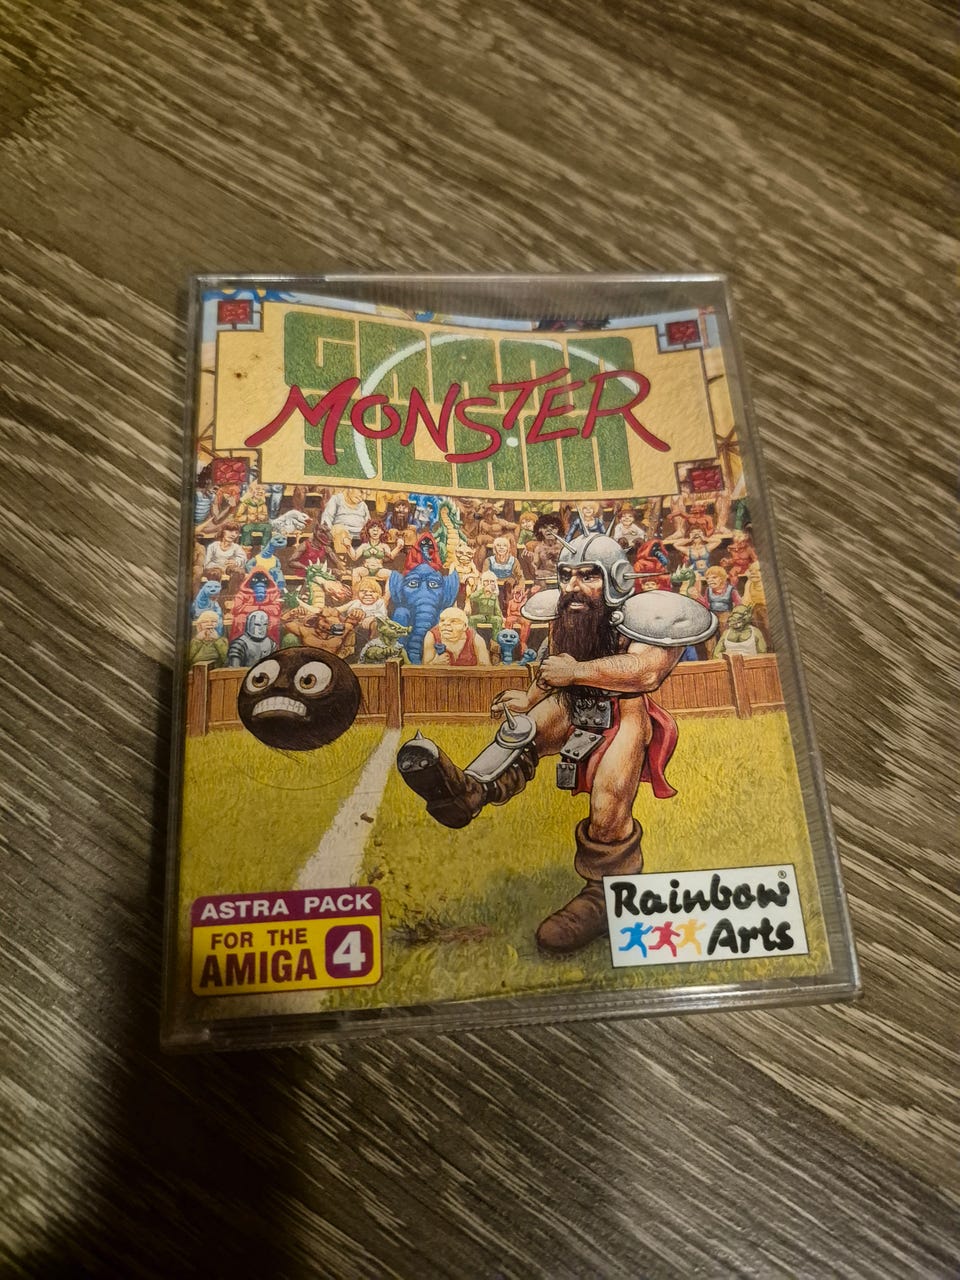 GRAND
MONSTER
SLAM
ASTRA PACK
FOR THE
AMIGA 4
Rainbow®
Arts